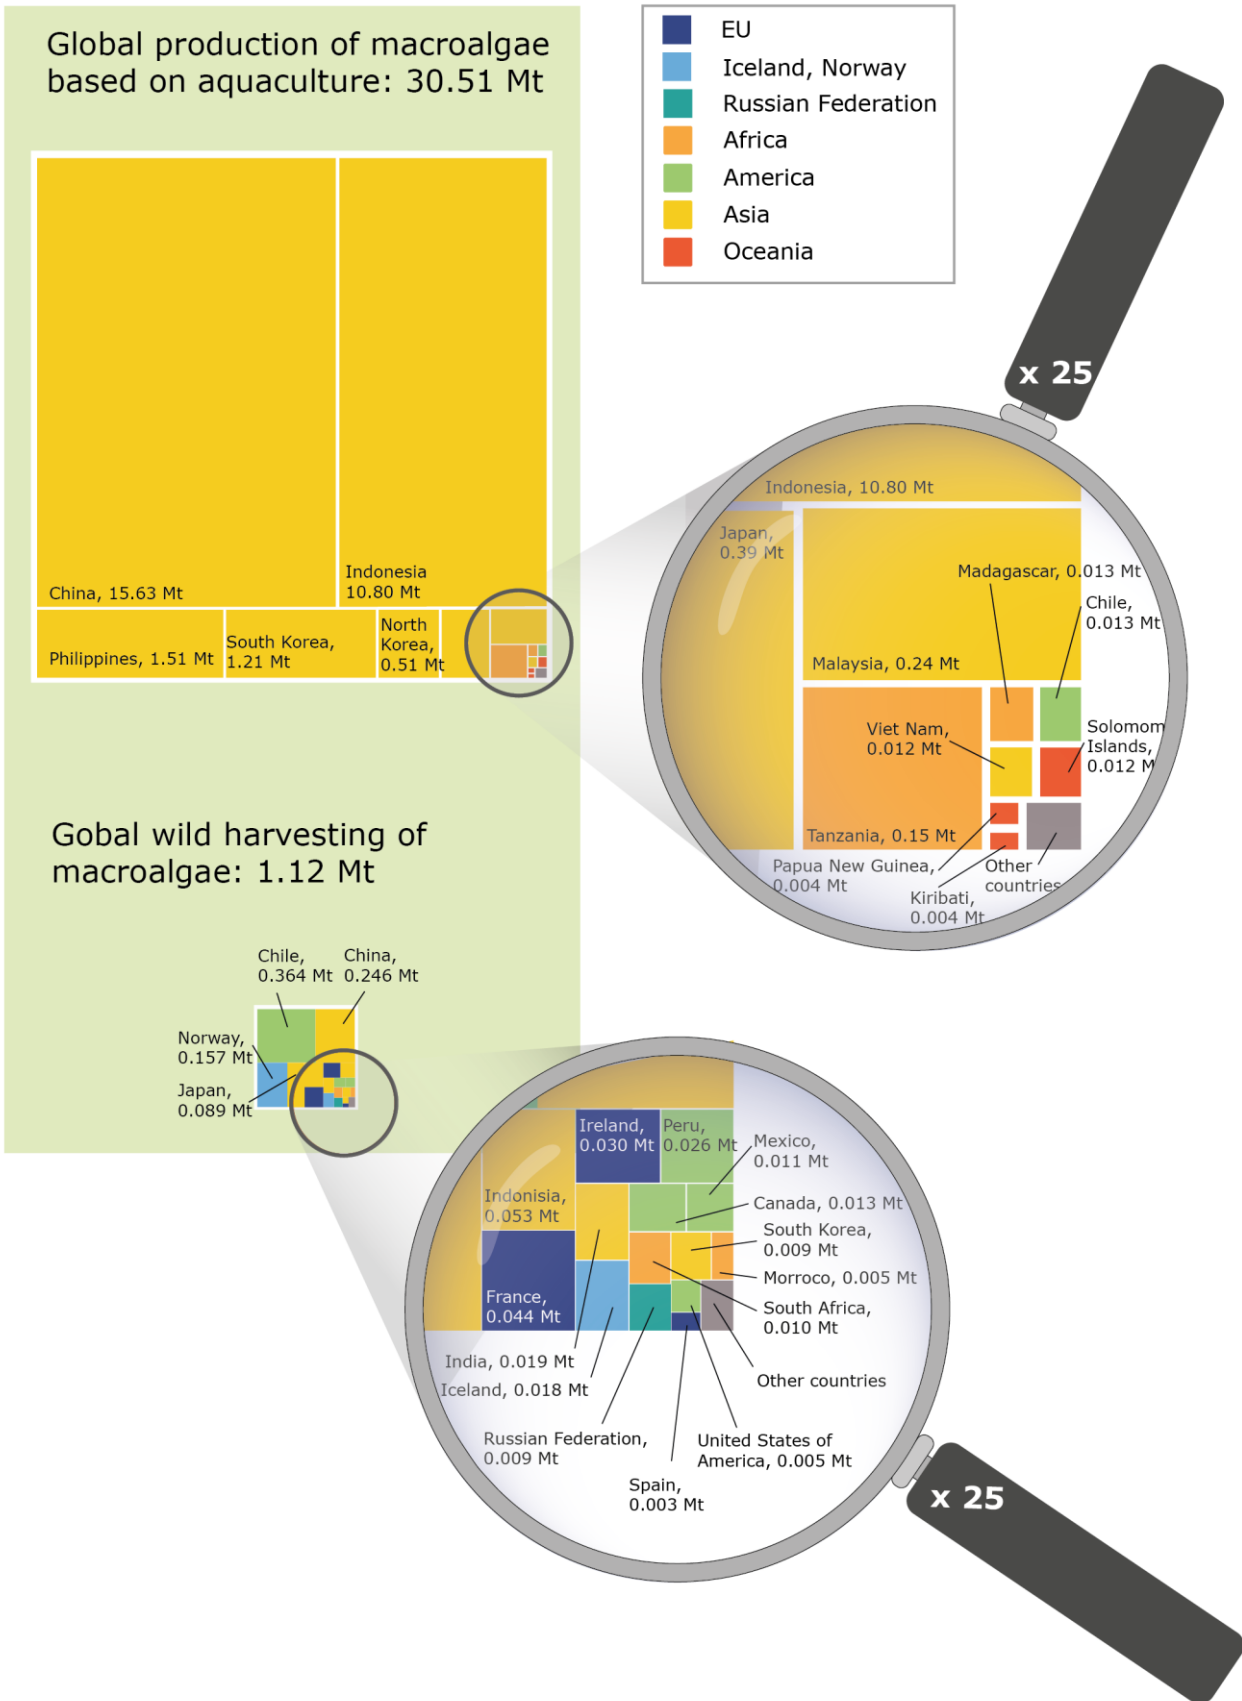 Global production of macroalgae
based on aquaculture: 30.51 Mt
EU
Iceland, Norway
Russian Federation
Africa
America
Asia
Oceania
x 25
China, 15.63 Mt
Indonesia
10.80 Mt
Philippines, 1.51 Mt
South Korea,
1.21 Mt
North
Korea,
0.51 Mt
Indonesia, 10.80 Mt
Japan,
0.39 Mt
Madagascar, 0.013 Mt
Chile,
0.013 Mt
Malaysia, 0.24 Mt
Viet Nam,
0.012 Mt
Solomom
Islands,
0.012 M
Tanzania, 0.15 Mt
Papua New Guinea,
0.004 Mt
Kiribati,
0.004 Mt
Other
countries
Gobal wild harvesting of
macroalgae: 1.12 Mt
Chile,
0.364 Mt
China,
0.246 Mt
Norway,
0.157 Mt
Japan,
0.089 Mt
Ireland,
0.030 Mt
Peru,
0.026 Mt
Mexico,
0.011 Mt
Indonisia,
0.053 Mt
Canada, 0.013 Mt
South Korea,
0.009 Mt
Morroco, 0.005 Mt
France,
0.044 Mt
South Africa,
0.010 Mt
India, 0.019 Mt
Iceland, 0.018 Mt
Other countries
Russian Federation,
0.009 Mt
United States of
America, 0.005 Mt
Spain,
0.003 Mt
x 25